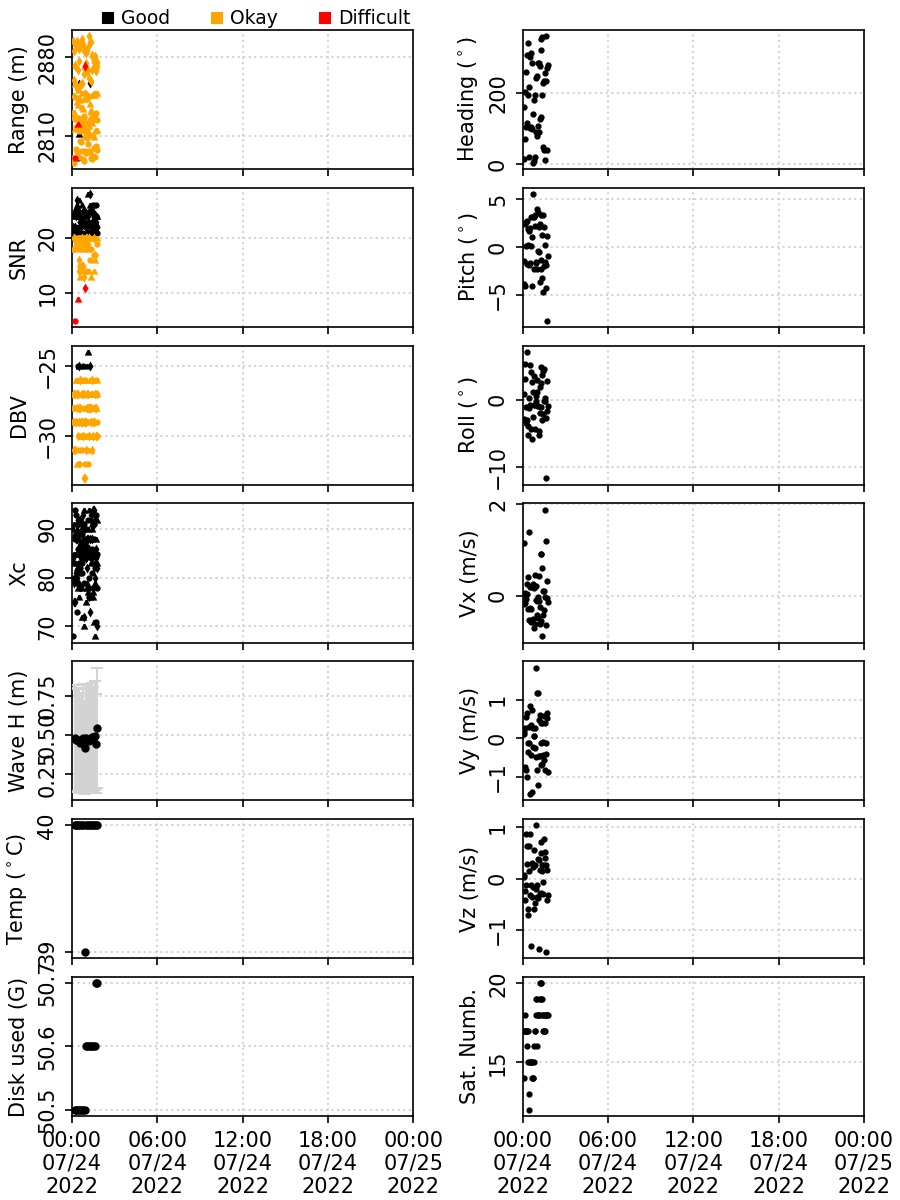 Good Okay Difficult
Range (m)
2880
2810
Heading (°)
200
0
SNR
20
10
Pitch (°)
5
0
−5
DBV
−25
−30
Roll (°)
0
−10
Xc
90
80
70
Vx (m/s)
2
0
Wave H (m)
0.75
0.50
0.25
Vy (m/s)
1
0
−1
Temp (°C)
40
39
Vz (m/s)
1
0
−1
Disk used (G)
50.7
50.6
50.5
Sat. Numb.
20
15
00:00 06:00 12:00 18:00 00:00
07/24 07/24 07/24 07/24 07/25
2022 2022 2022 2022 2022
00:00 06:00 12:00 18:00 00:00
07/24 07/24 07/24 07/24 07/25
2022 2022 2022 2022 2022